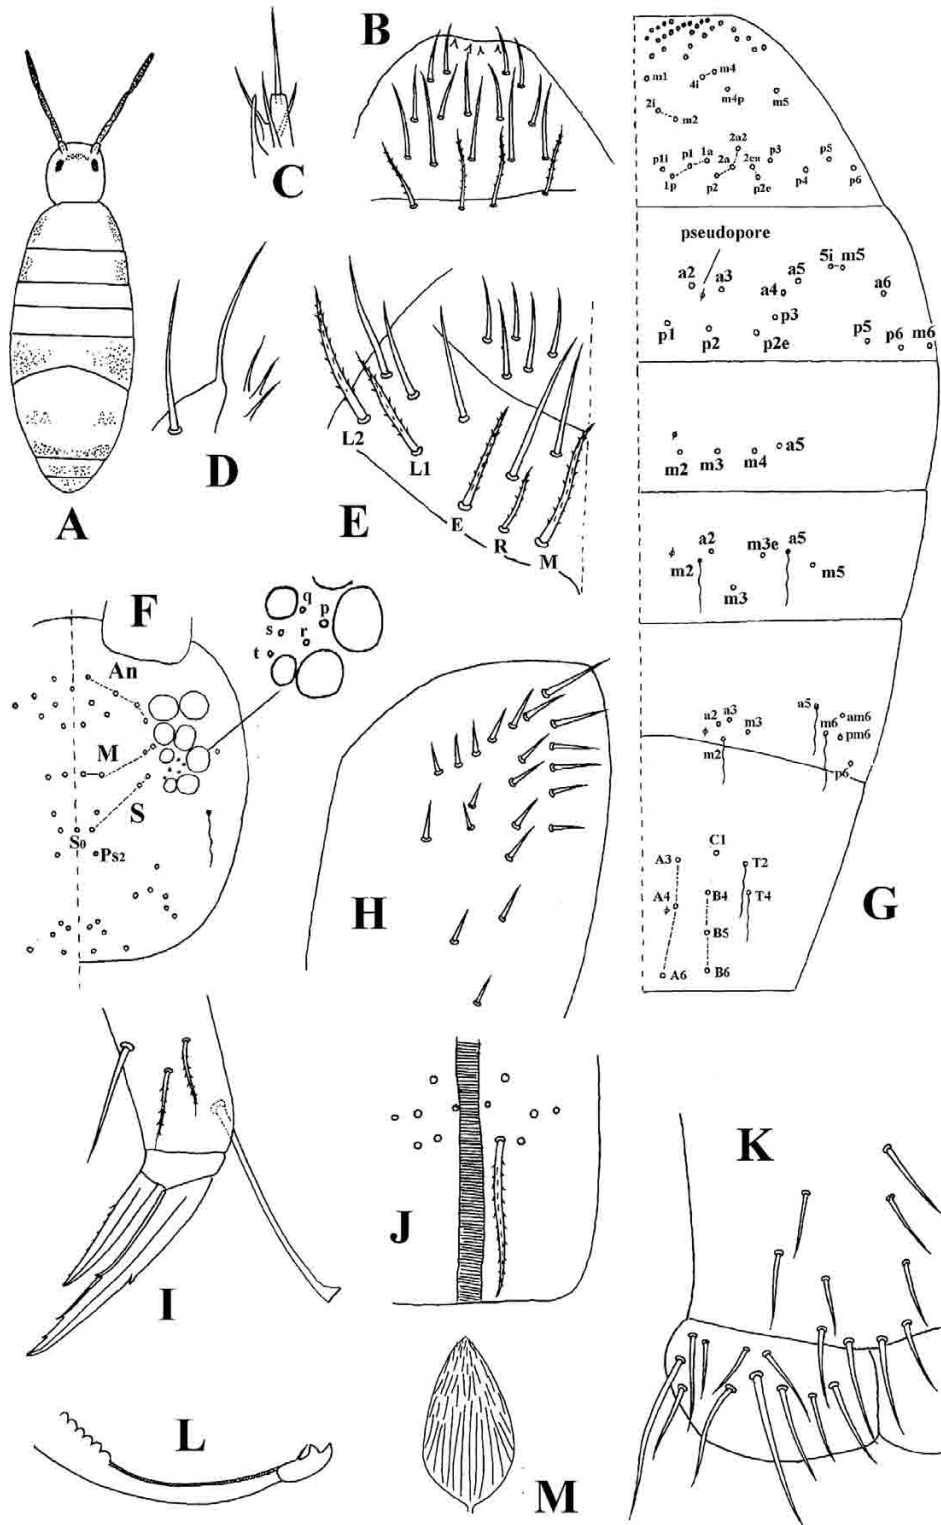 A
B
C
D
E
L2
L1
E
R
M
F
An
M
S
S0
Ps2
q
p
s
r
t
G
m1
4i
m4
m4p
m5
2i
m2
2a2
p1i
p1
1a
2a
2ea
p3
p5
1p
p2
p2e
p4
p6
pseudopore
5i
m5
a2
a3
a5
a4
a6
p3
p1
p2
p2e
p5
p6
m6
m2
m3
m4
a5
a2
m3e
a5
m2
m3
m5
a2
a3
m3
a5
am6
m6
pm6
m2
p6
C1
A3
T2
A4
B4
T4
B5
A6
B6
H
I
J
K
L
M